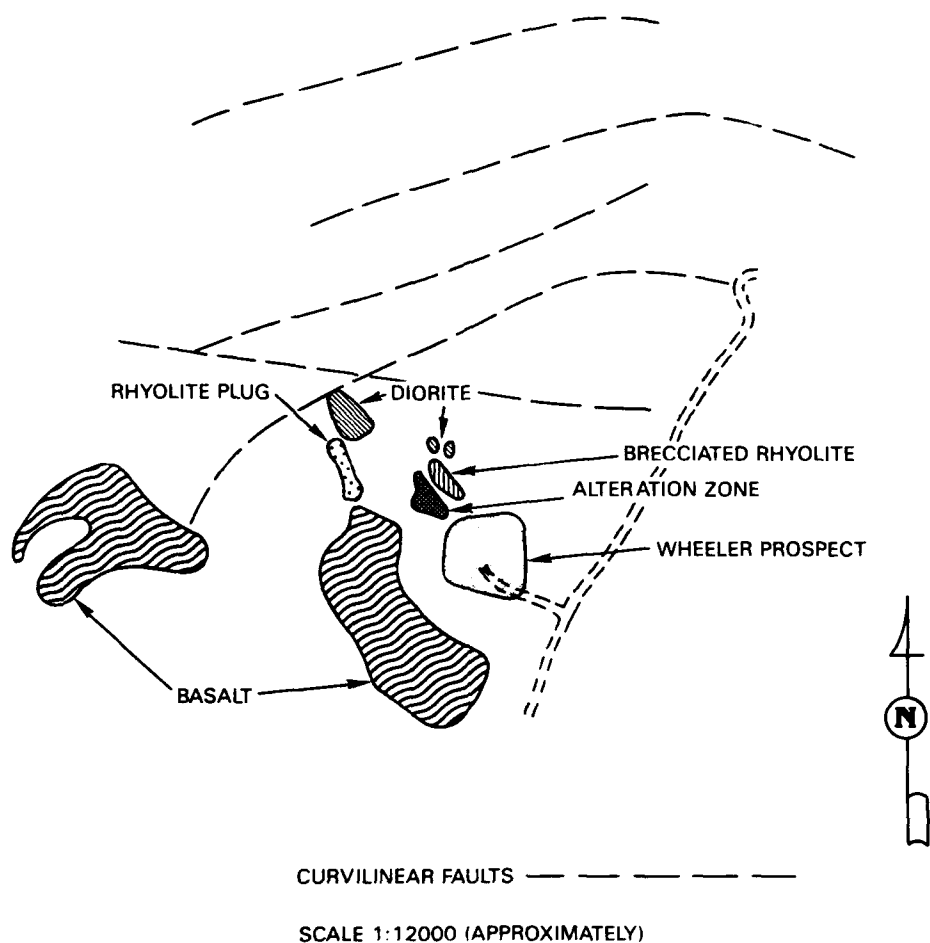 RHYOLITE PLUG
DIORITE
BRECCIATED RHYOLITE
ALTERATION ZONE
WHEELER PROSPECT
BASALT
N
CURVILINEAR FAULTS
SCALE 1:12000 (APPROXIMATELY)